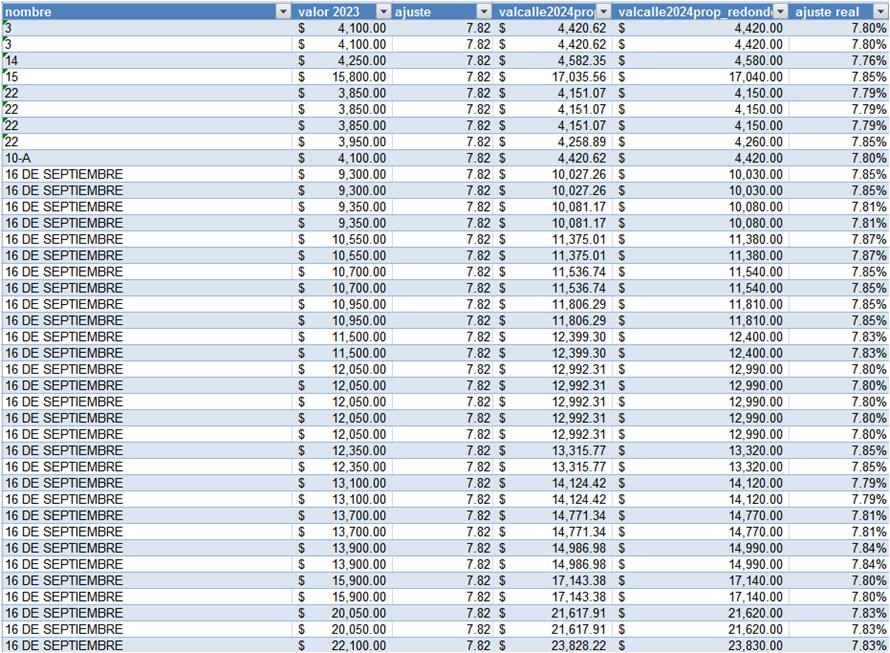 nombre valor 2023 ajuste valcalle2024prop valcalle2024prop_redonde ajuste real
3 $ 4,100.00 7.82 $ 4,420.62 $ 4,420.00 7.80%
3 $ 4,100.00 7.82 $ 4,420.62 $ 4,420.00 7.80%
14 $ 4,250.00 7.82 $ 4,582.35 $ 4,580.00 7.76%
15 $ 15,800.00 7.82 $ 17,035.56 $ 17,040.00 7.85%
22 $ 3,850.00 7.82 $ 4,151.07 $ 4,150.00 7.79%
22 $ 3,850.00 7.82 $ 4,151.07 $ 4,150.00 7.79%
22 $ 3,850.00 7.82 $ 4,151.07 $ 4,150.00 7.79%
22 $ 3,950.00 7.82 $ 4,258.89 $ 4,260.00 7.85%
10-A $ 4,100.00 7.82 $ 4,420.62 $ 4,420.00 7.80%
16 DE SEPTIEMBRE $ 9,300.00 7.82 $ 10,027.26 $ 10,030.00 7.85%
16 DE SEPTIEMBRE $ 9,300.00 7.82 $ 10,027.26 $ 10,030.00 7.85%
16 DE SEPTIEMBRE $ 9,350.00 7.82 $ 10,081.17 $ 10,080.00 7.81%
16 DE SEPTIEMBRE $ 9,350.00 7.82 $ 10,081.17 $ 10,080.00 7.81%
16 DE SEPTIEMBRE $ 10,550.00 7.82 $ 11,375.01 $ 11,380.00 7.87%
16 DE SEPTIEMBRE $ 10,550.00 7.82 $ 11,375.01 $ 11,380.00 7.87%
16 DE SEPTIEMBRE $ 10,700.00 7.82 $ 11,536.74 $ 11,540.00 7.85%
16 DE SEPTIEMBRE $ 10,700.00 7.82 $ 11,536.74 $ 11,540.00 7.85%
16 DE SEPTIEMBRE $ 10,950.00 7.82 $ 11,806.29 $ 11,810.00 7.85%
16 DE SEPTIEMBRE $ 10,950.00 7.82 $ 11,806.29 $ 11,810.00 7.85%
16 DE SEPTIEMBRE $ 11,500.00 7.82 $ 12,399.30 $ 12,400.00 7.83%
16 DE SEPTIEMBRE $ 11,500.00 7.82 $ 12,399.30 $ 12,400.00 7.83%
16 DE SEPTIEMBRE $ 12,050.00 7.82 $ 12,992.31 $ 12,990.00 7.80%
16 DE SEPTIEMBRE $ 12,050.00 7.82 $ 12,992.31 $ 12,990.00 7.80%
16 DE SEPTIEMBRE $ 12,050.00 7.82 $ 12,992.31 $ 12,990.00 7.80%
16 DE SEPTIEMBRE $ 12,050.00 7.82 $ 12,992.31 $ 12,990.00 7.80%
16 DE SEPTIEMBRE $ 12,050.00 7.82 $ 12,992.31 $ 12,990.00 7.80%
16 DE SEPTIEMBRE $ 12,350.00 7.82 $ 13,315.77 $ 13,320.00 7.85%
16 DE SEPTIEMBRE $ 12,350.00 7.82 $ 13,315.77 $ 13,320.00 7.85%
16 DE SEPTIEMBRE $ 13,100.00 7.82 $ 14,124.42 $ 14,120.00 7.79%
16 DE SEPTIEMBRE $ 13,100.00 7.82 $ 14,124.42 $ 14,120.00 7.79%
16 DE SEPTIEMBRE $ 13,700.00 7.82 $ 14,771.34 $ 14,770.00 7.81%
16 DE SEPTIEMBRE $ 13,700.00 7.82 $ 14,771.34 $ 14,770.00 7.81%
16 DE SEPTIEMBRE $ 13,900.00 7.82 $ 14,986.98 $ 14,990.00 7.84%
16 DE SEPTIEMBRE $ 13,900.00 7.82 $ 14,986.98 $ 14,990.00 7.84%
16 DE SEPTIEMBRE $ 15,900.00 7.82 $ 17,143.38 $ 17,140.00 7.80%
16 DE SEPTIEMBRE $ 15,900.00 7.82 $ 17,143.38 $ 17,140.00 7.80%
16 DE SEPTIEMBRE $ 20,050.00 7.82 $ 21,617.91 $ 21,620.00 7.83%
16 DE SEPTIEMBRE $ 20,050.00 7.82 $ 21,617.91 $ 21,620.00 7.83%
16 DE SEPTIEMBRE $ 22,100.00 7.82 $ 23,828.22 $ 23,830.00 7.83%